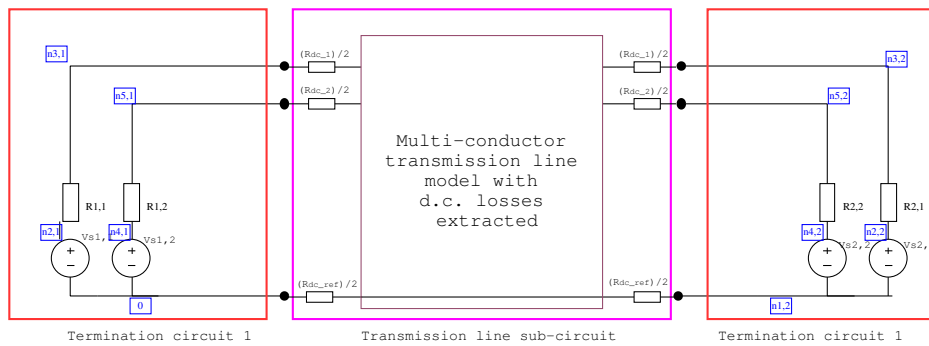 n3,1
(Rdc_1)/2
(Rdc_1)/2
n3,2
n5,1
(Rdc_2)/2
(Rdc_2)/2
n5,2
Multi-conductor
transmission line
model with
d.c. losses
extracted
R1,1
R1,2
R2,2
R2,1
n2,1
Vs1,
n4,1
Vs1,2
n4,2
Vs2,2
n2,2
Vs2,
(Rdc_ref)/2
(Rdc_ref)/2
0
n1,2
Termination circuit 1
Transmission line sub-circuit
Termination circuit 1